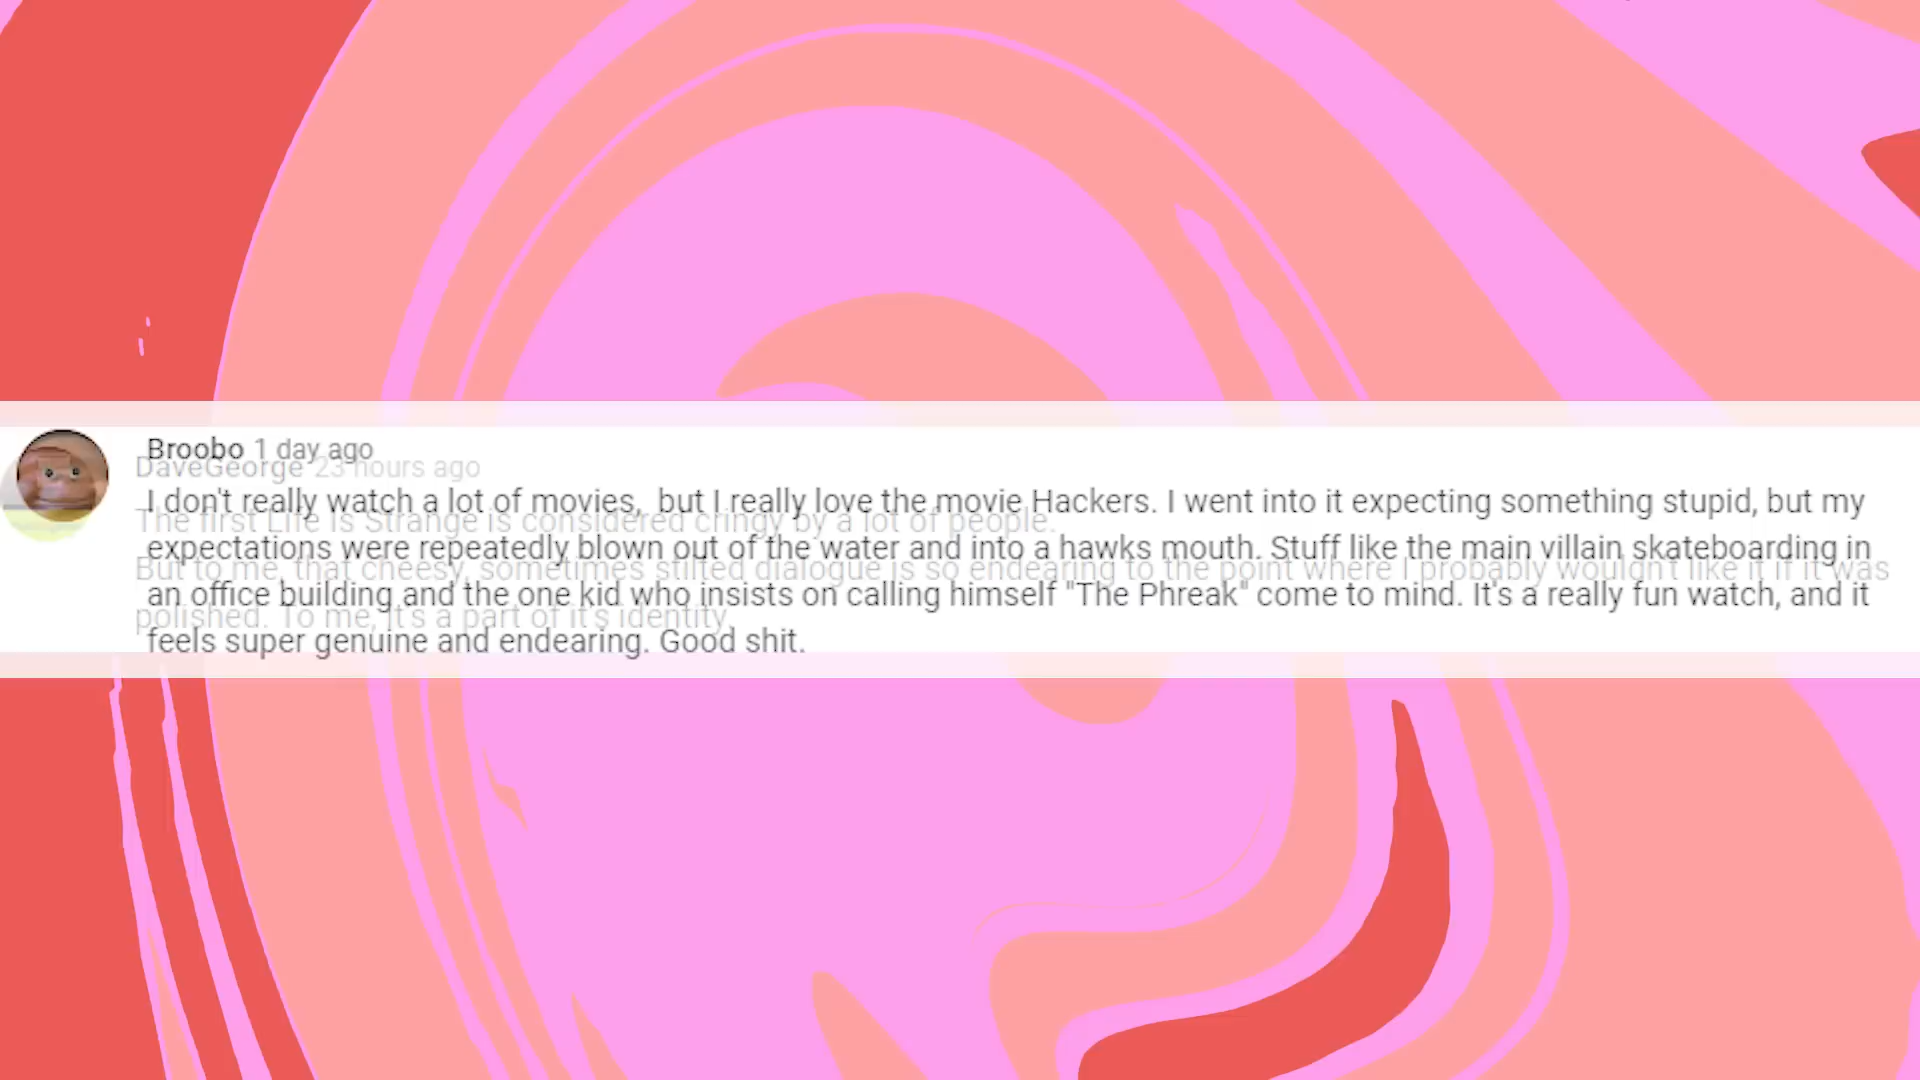 Broobo 1 day ago
DaveGeorge 23 hours ago
I don't really watch a lot of movies,  but I really love the movie Hackers. I went into it expecting something stupid, but my
The first Life Is Strange is considered cringy by a lot of people.
expectations were repeatedly blown out of the water and into a hawks mouth. Stuff like the main villain skateboarding in
But to me, that cheesy, sometimes stilted dialogue is so endearing to the point where I probably wouldn't like it if it was
an office building and the one kid who insists on calling himself "The Phreak" come to mind. It's a really fun watch, and it
polished. To me, it's a part of it's identity.
feels super genuine and endearing. Good shit.